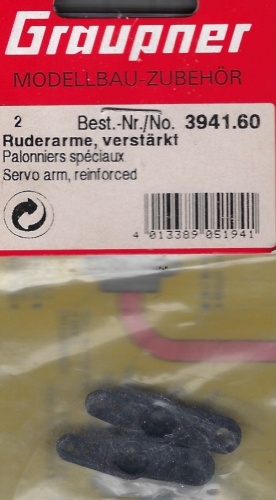 Graupner
MODELLBAU-ZUBEHÖR
2 Best.-Nr./No. 3941.60
Ruderarme, verstärkt
Palonniers spéciaux
Servo arm, reinforced
4 013389 051941